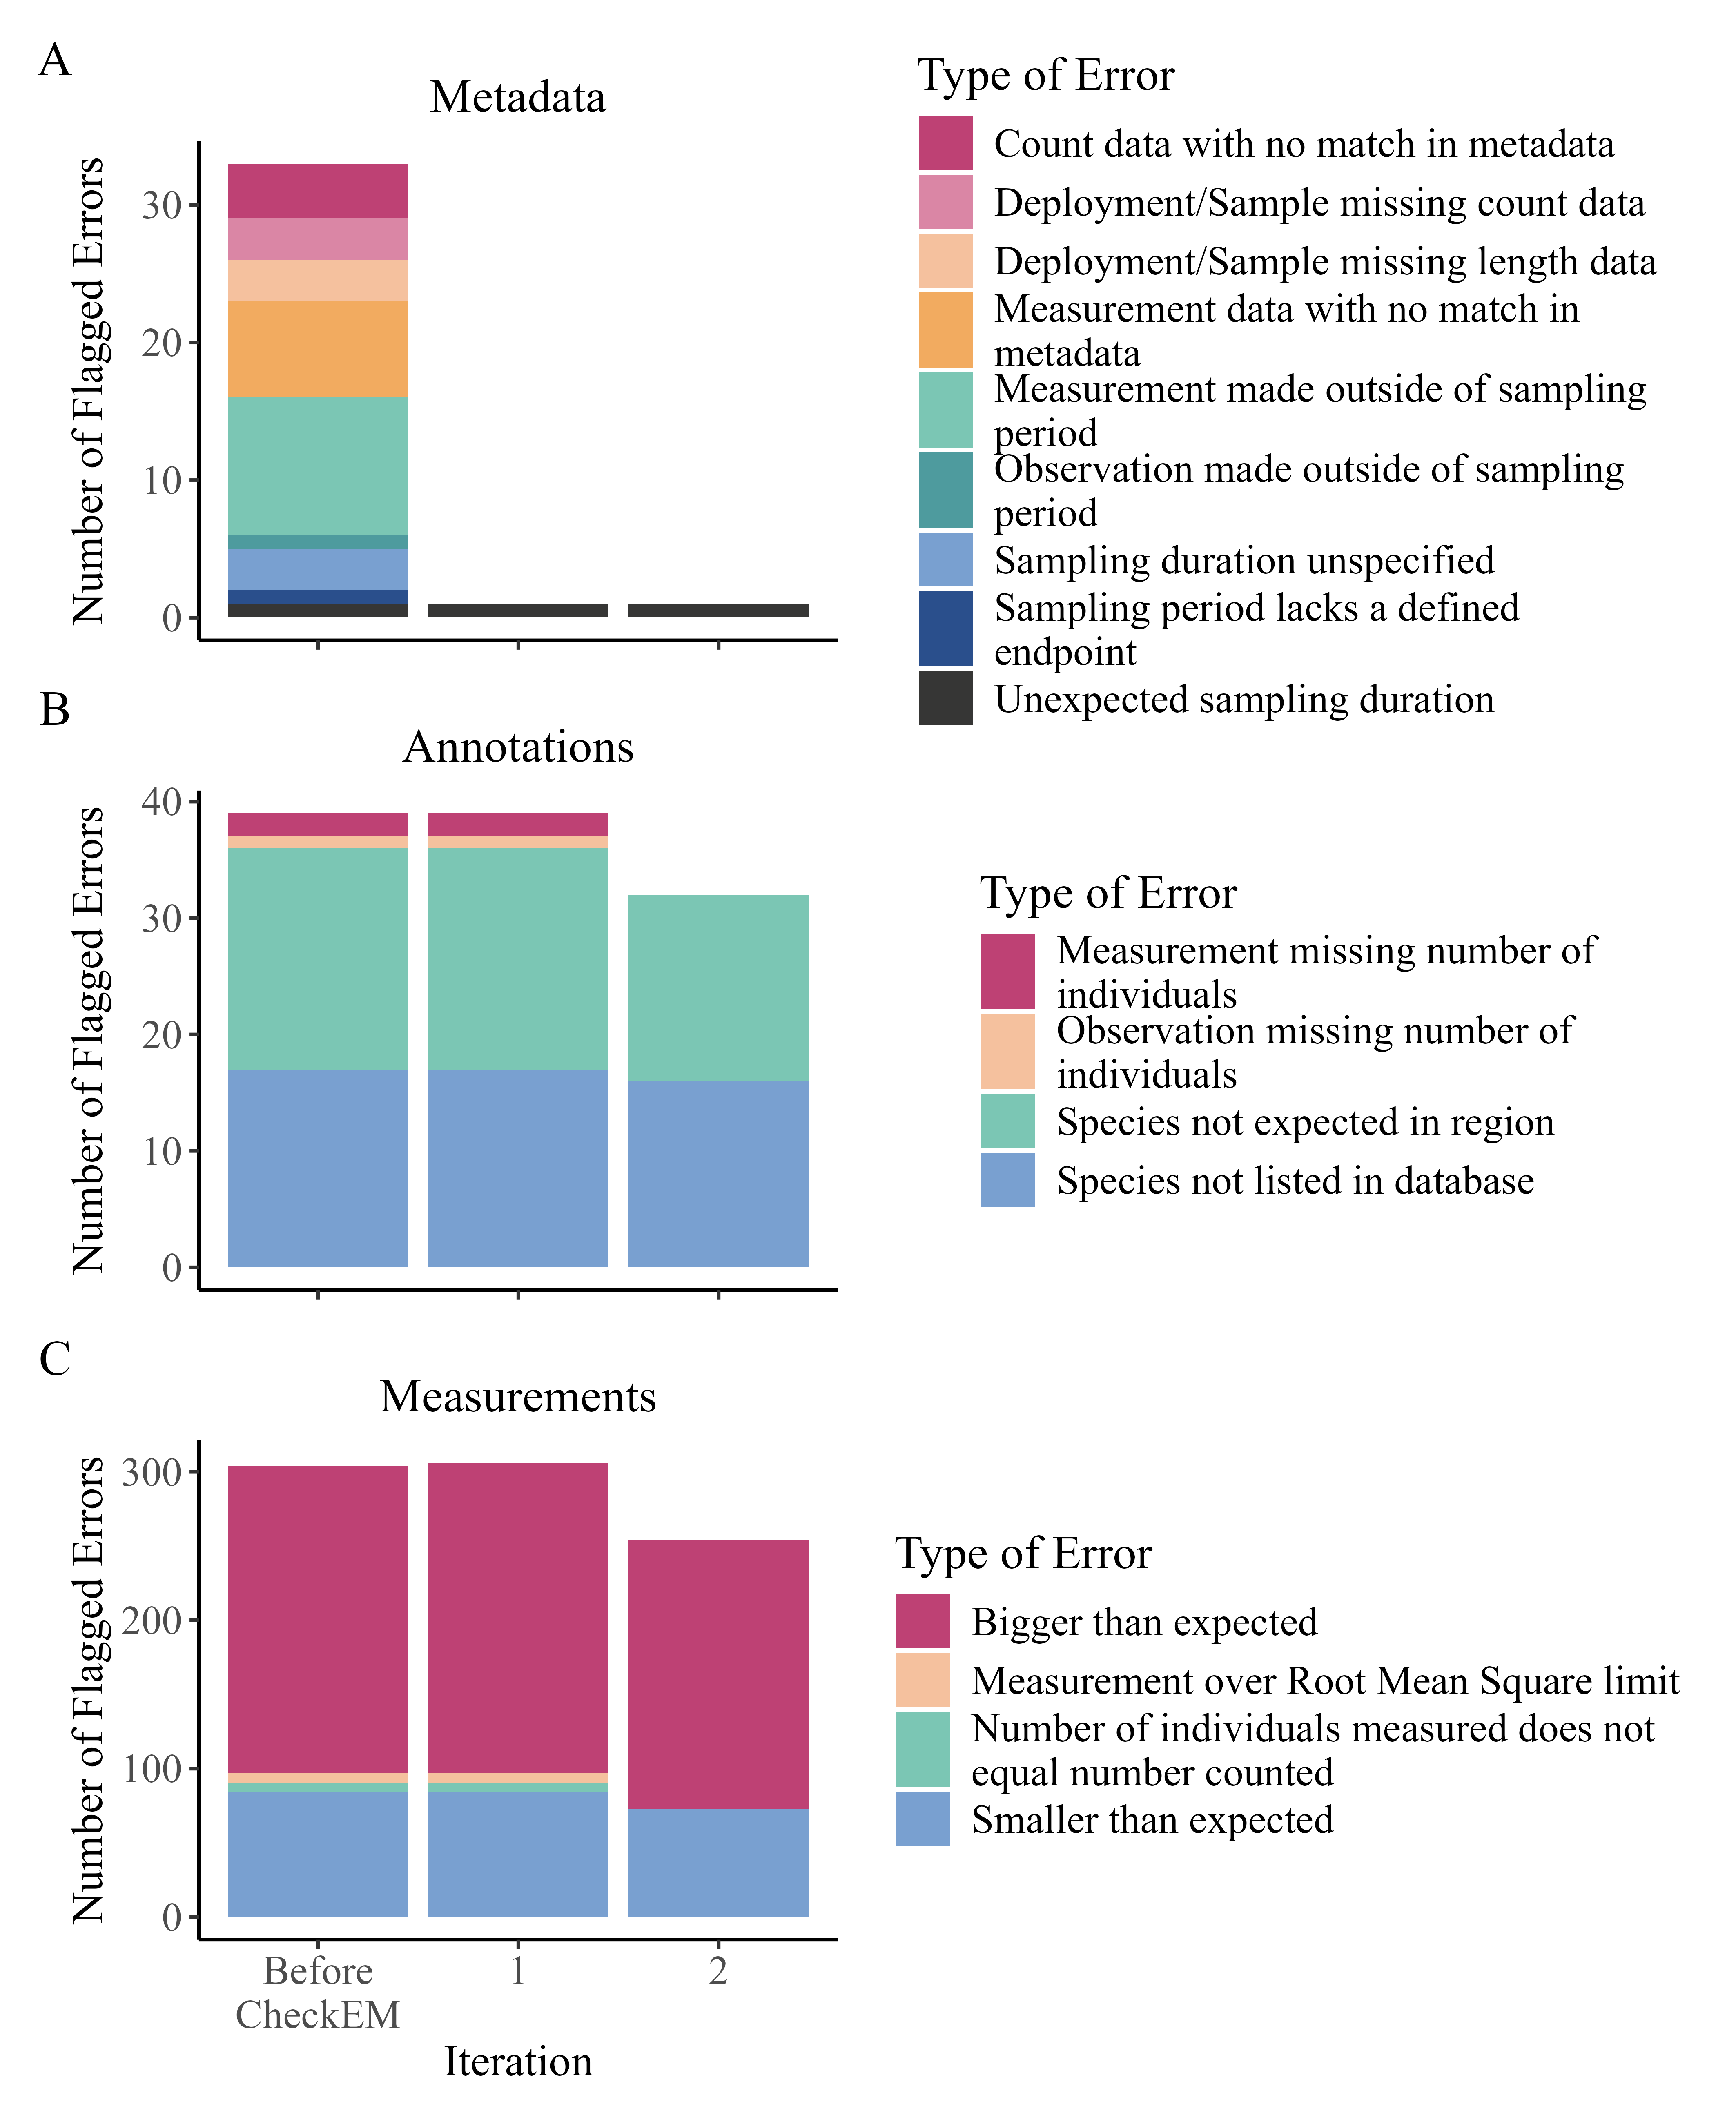 A
Metadata
Number of Flagged Errors
30
20
10
0
Type of Error
Count data with no match in metadata
Deployment/Sample missing count data
Deployment/Sample missing length data
Measurement data with no match in
metadata
Measurement made outside of sampling
period
Observation made outside of sampling
period
Sampling duration unspecified
Sampling period lacks a defined
endpoint
Unexpected sampling duration
B
Annotations
Number of Flagged Errors
40
30
20
10
0
Type of Error
Measurement missing number of
individuals
Observation missing number of
individuals
Species not expected in region
Species not listed in database
C
Measurements
Number of Flagged Errors
300
200
100
0
Type of Error
Bigger than expected
Measurement over Root Mean Square limit
Number of individuals measured does not
equal number counted
Smaller than expected
Before
CheckEM
1
2
Iteration